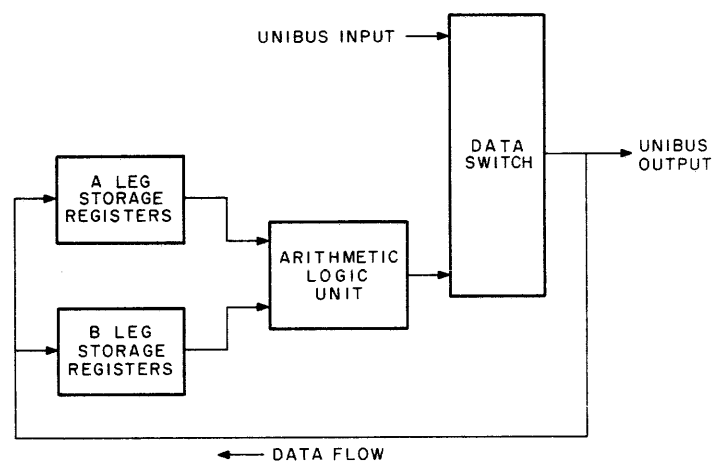 UNIBUS INPUT
DATA
SWITCH
UNIBUS
OUTPUT
A LEG
STORAGE
REGISTERS
ARITHMETIC
LOGIC
UNIT
B LEG
STORAGE
REGISTERS
DATA FLOW